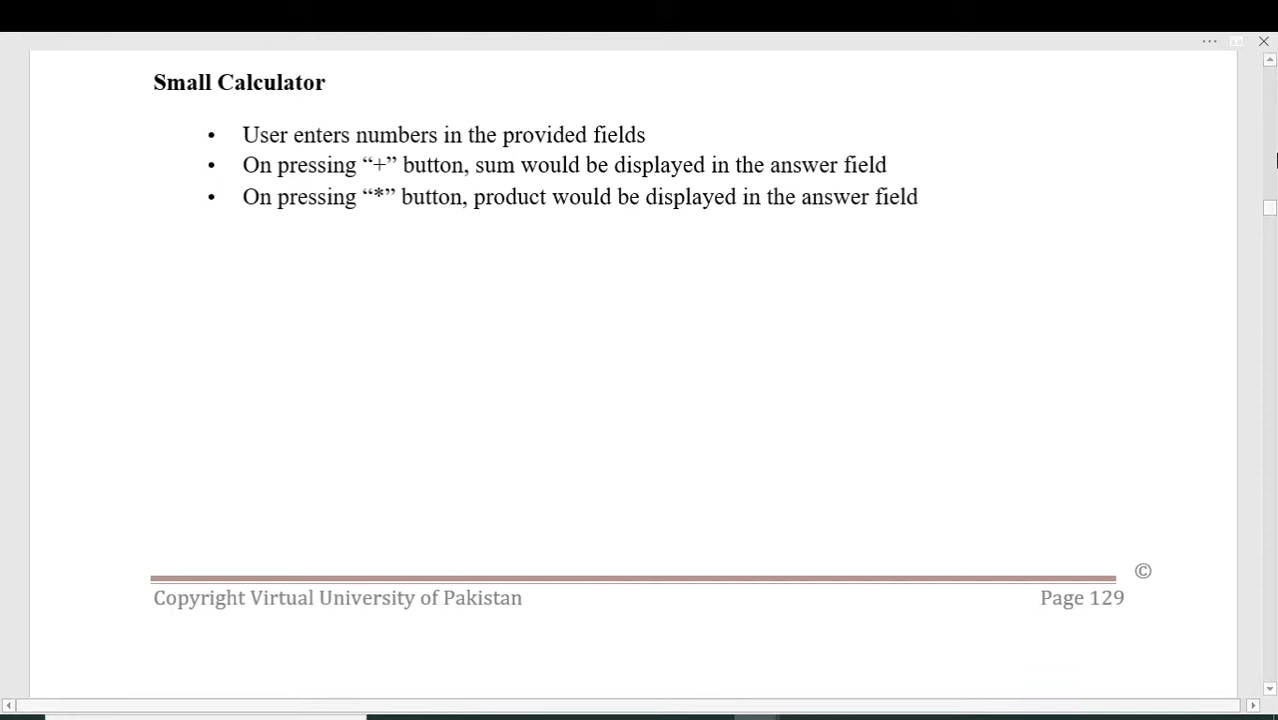 Small Calculator
• User enters numbers in the provided fields
• On pressing “+” button, sum would be displayed in the answer field
• On pressing “*” button, product would be displayed in the answer field
©
Copyright Virtual University of Pakistan Page 129